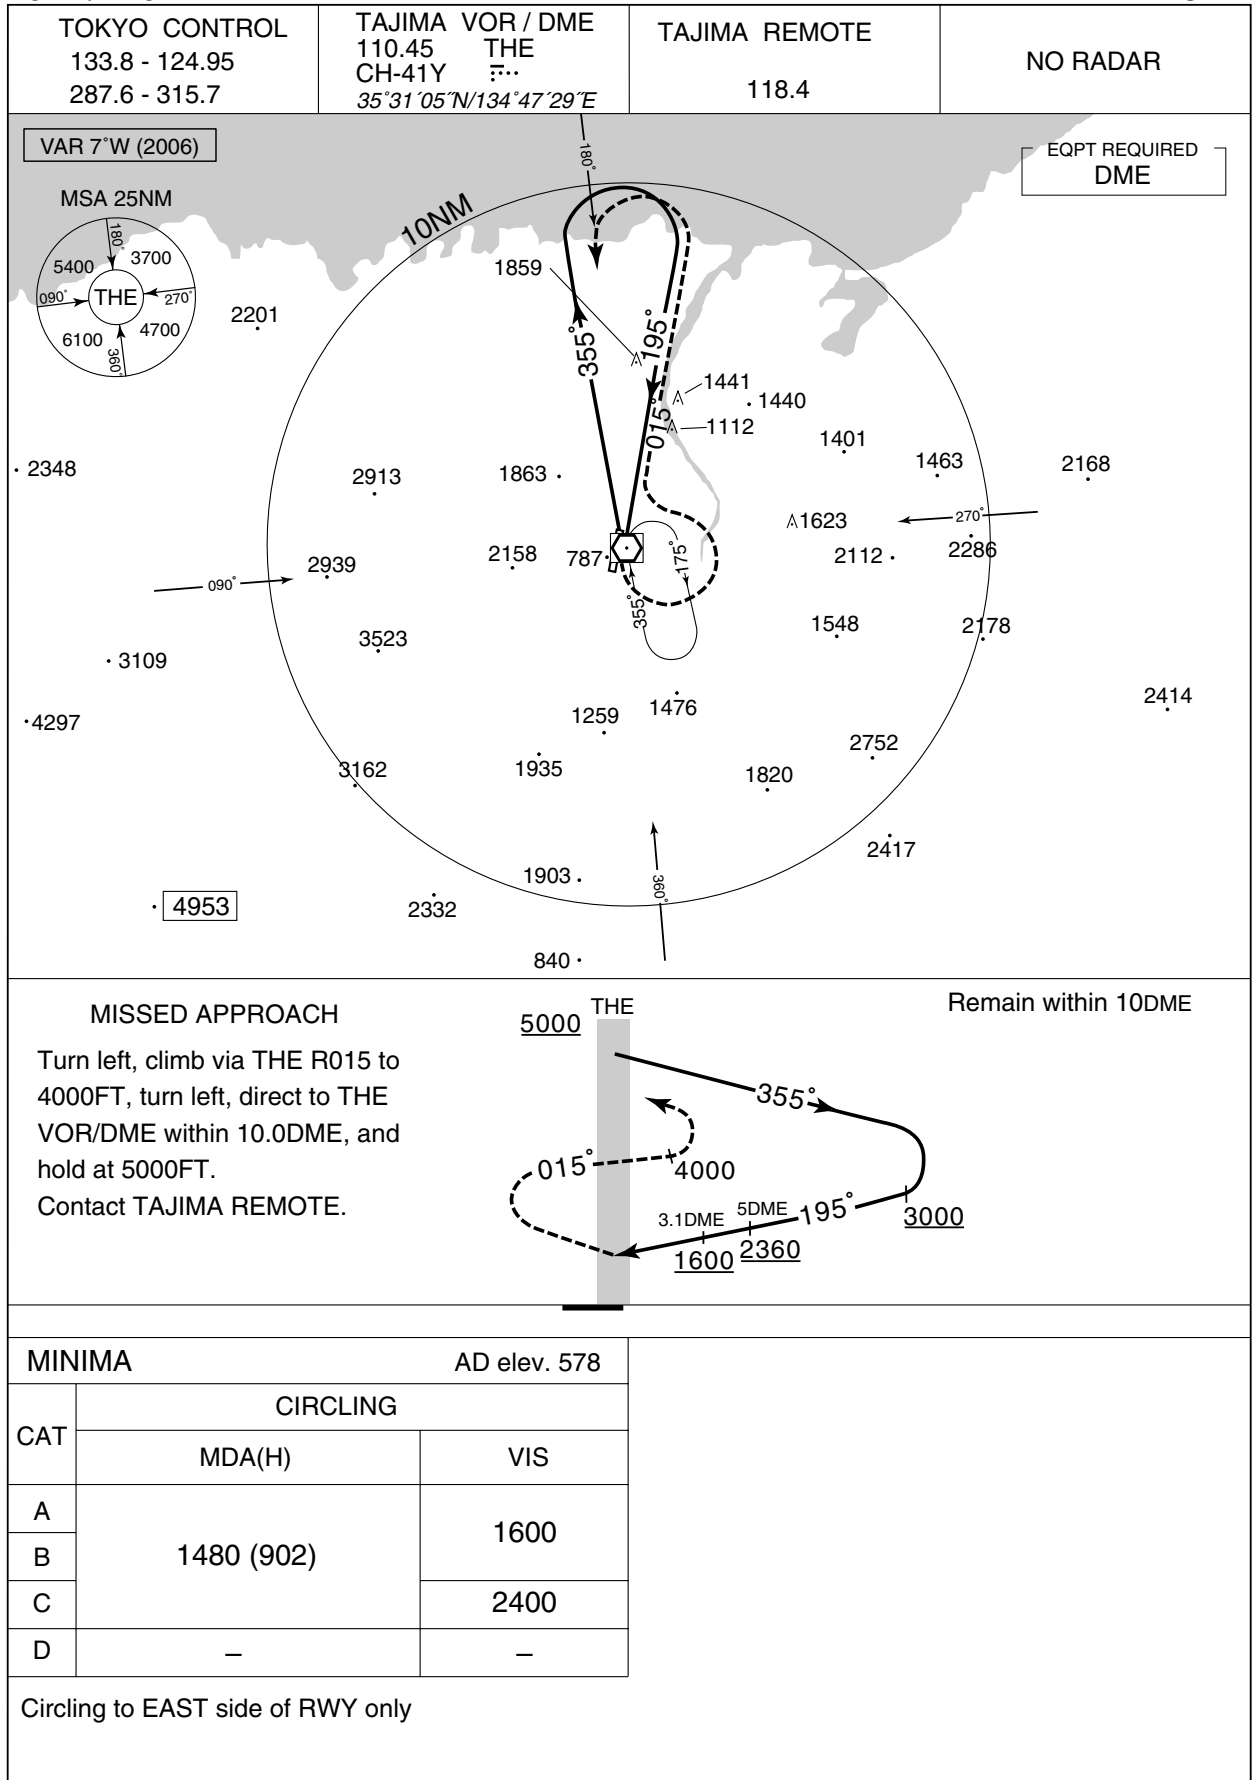 TOKYO CONTROL
133.8 - 124.95
287.6 - 315.7
TAJIMA VOR / DME
110.45 THE
CH-41Y
35°31´05˝N/134°47´29˝E
TAJIMA REMOTE
118.4
NO RADAR
VAR 7°W (2006)
EQPT REQUIRED
DME
MSA 25NM
180°
5400
3700
090°
THE
270°
6100
4700
360°
10NM
180°
1859
2201
355°
195°
1441
1440
015°
1112
1401
1463
2168
2348
2913
1863
1623
270°
2286
2112
2939
2158
787
175°
090°
355°
1548
2178
3523
3109
4297
1259
1476
2414
2752
3162
1935
1820
2417
1903
360°
4953
2332
840
MISSED APPROACH
Turn left, climb via THE R015 to
4000FT, turn left, direct to THE
VOR/DME within 10.0DME, and
hold at 5000FT.
Contact TAJIMA REMOTE.
THE
5000
Remain within 10DME
355°
015°
4000
3.1DME
5DME
195°
3000
1600
2360
MINIMA
AD elev. 578
CAT
CIRCLING
MDA(H)
VIS
A
B
C
1480 (902)
1600
2400
D
–
–
Circling to EAST side of RWY only